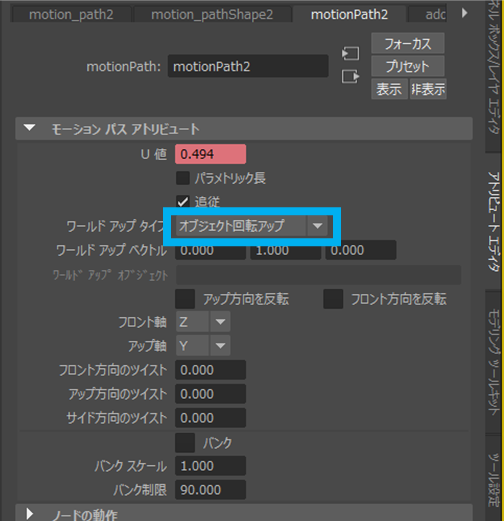 motion_path2 motion_pathShape2 motionPath2 add
フォーカス
motionPath: motionPath2 プリセット
表示 非表示
モーション パス アトリビュート
U 値 0.494
パラメトリック長
追従
ワールド アップ タイプ オブジェクト回転アップ
ワールド アップ ベクトル 0.000 1.000 0.000
ワールド アップ オブジェクト
アップ方向を反転 フロント方向を反転
フロント軸 Z
アップ軸 Y
フロント方向のツイスト 0.000
アップ方向のツイスト 0.000
サイド方向のツイスト 0.000
バンク
バンク スケール 1.000
バンク制限 90.000
ノードの動作
ネル ボックス/レイヤ エディタ
アトリビュート エディタ
モデリング ツールキット
ツール設定